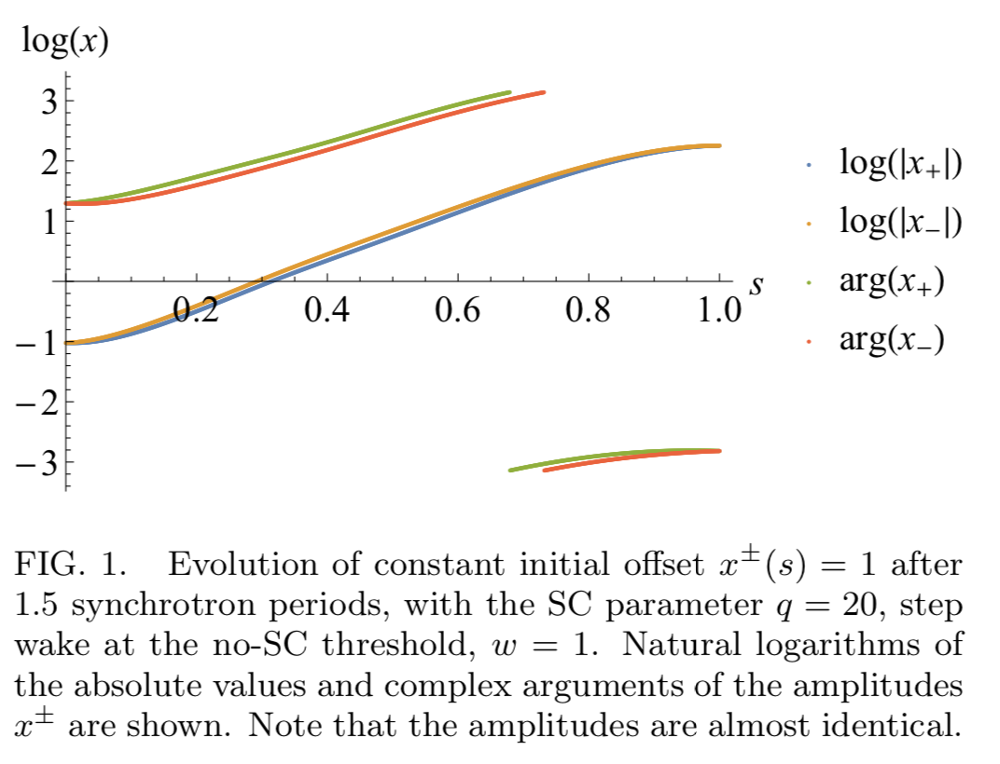 log(x)
3
2
1
−1
−2
−3
0.2 0.4 0.6 0.8 1.0 s
log(|x₊|)
log(|x₋|)
arg(x₊)
arg(x₋)
FIG. 1. Evolution of constant initial offset x±(s) = 1 after
1.5 synchrotron periods, with the SC parameter q = 20, step
wake at the no-SC threshold, w = 1. Natural logarithms of
the absolute values and complex arguments of the amplitudes
x± are shown. Note that the amplitudes are almost identical.